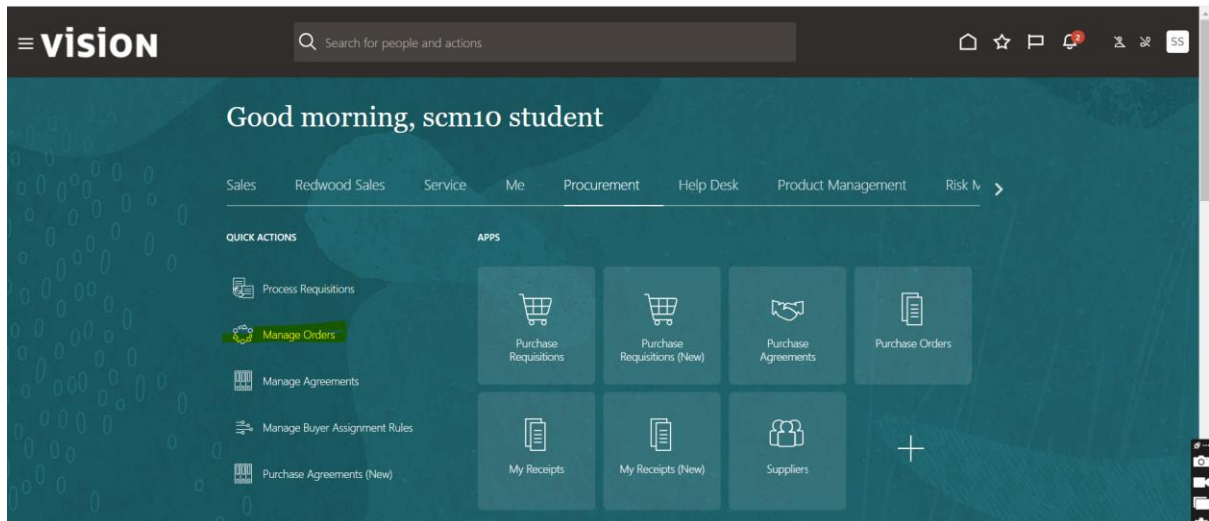 vision
Search for people and actions
2
SS
Good morning, scm10 student
Sales Redwood Sales Service Me Procurement Help Desk Product Management Risk M
QUICK ACTIONS
APPS
Process Requisitions
Manage Orders
Manage Agreements
Manage Buyer Assignment Rules
Purchase Agreements (New)
Purchase
Requisitions
Purchase
Requisitions (New)
Purchase
Agreements
Purchase Orders
My Receipts
My Receipts (New)
Suppliers